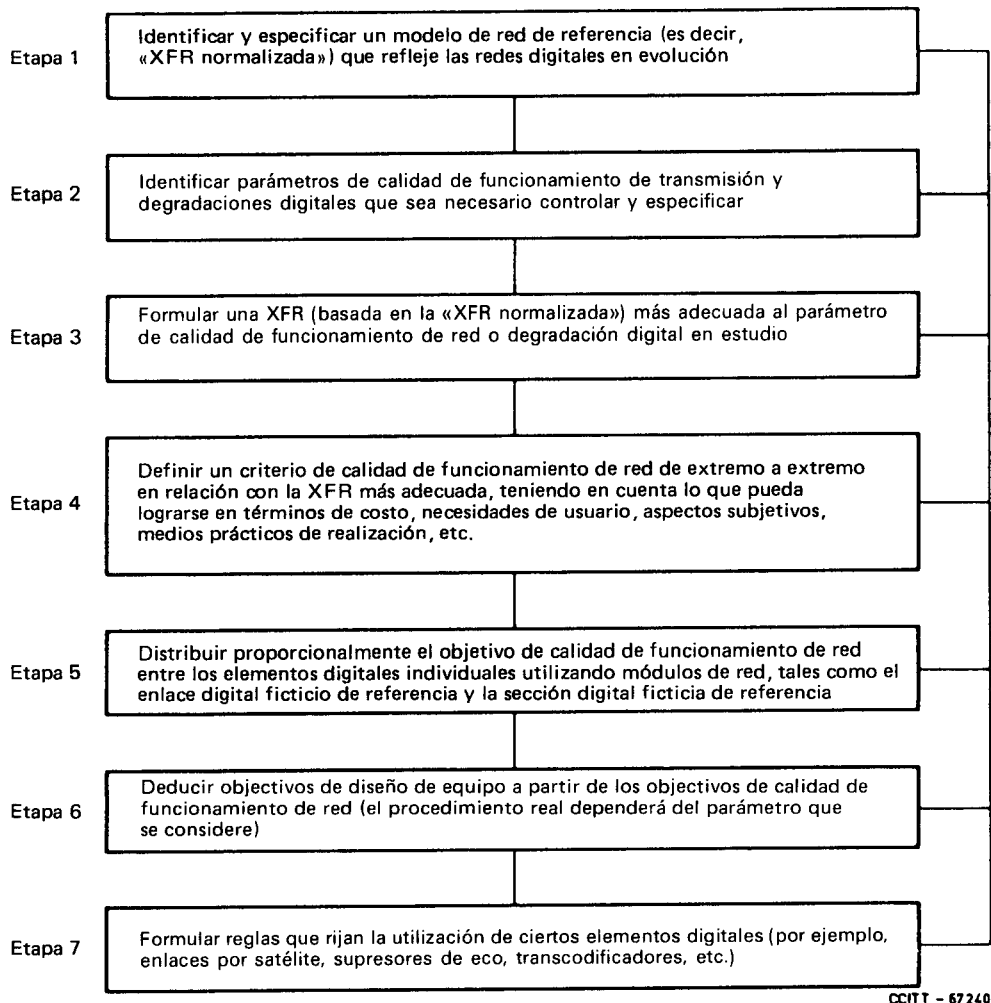 Etapa 1
Identificar y especificar un modelo de red de referencia (es decir,
«XFR normalizada») que refleje las redes digitales en evolución
Etapa 2
Identificar parámetros de calidad de funcionamiento de transmisión y
degradaciones digitales que sea necesario controlar y especificar
Etapa 3
Formular una XFR (basada en la «XFR normalizada») más adecuada al parámetro
de calidad de funcionamiento de red o degradación digital en estudio
Etapa 4
Definir un criterio de calidad de funcionamiento de red de extremo a extremo
en relación con la XFR más adecuada, teniendo en cuenta lo que pueda
lograrse en términos de costo, necesidades de usuario, aspectos subjetivos,
medios prácticos de realización, etc.
Etapa 5
Distribuir proporcionalmente el objetivo de calidad de funcionamiento de red
entre los elementos digitales individuales utilizando módulos de red, tales como el
enlace digital ficticio de referencia y la sección digital ficticia de referencia
Etapa 6
Deducir objectivos de diseño de equipo a partir de los objectivos de calidad de
funcionamiento de red (el procedimiento real dependerá del parámetro que
se considere)
Etapa 7
Formular reglas que rijan la utilización de ciertos elementos digitales (por ejemplo,
enlaces por satélite, supresores de eco, transcodificadores, etc.)
CCITT - 67240